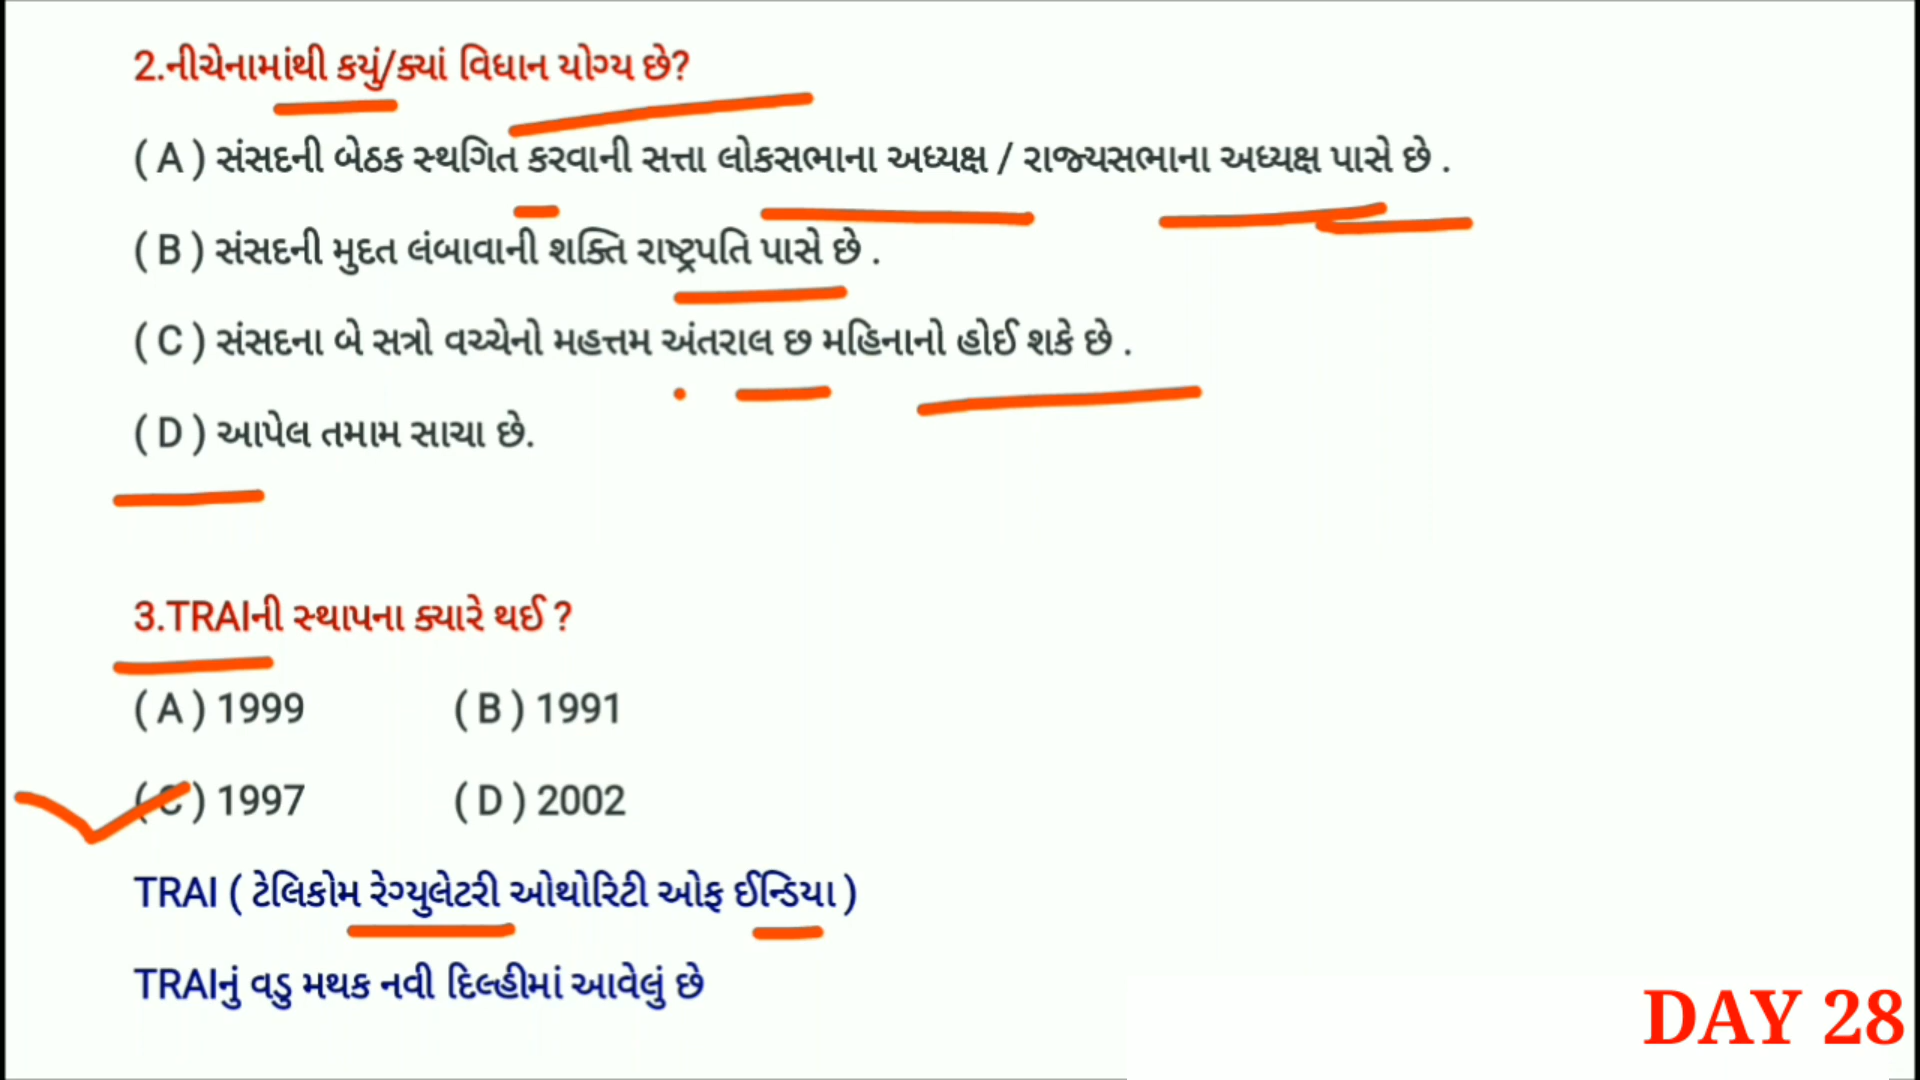 2.નીચેનામાંથી કયું/ક્યાં વિધાન યોગ્ય છે?
( A ) સંસદની બેઠક સ્થગિત કરવાની સત્તા લોકસભાના અધ્યક્ષ / રાજ્યસભાના અધ્યક્ષ પાસે છે .
( B ) સંસદની મુદત લંબાવાની શક્તિ રાષ્ટ્રપતિ પાસે છે .
( C ) સંસદના બે સત્રો વચ્ચેનો મહત્તમ અંતરાલ છ મહિનાનો હોઈ શકે છે .
( D ) આપેલ તમામ સાચા છે.
3.TRAIની સ્થાપના ક્યારે થઈ ?
( A ) 1999 ( B ) 1991
( C ) 1997 ( D ) 2002
TRAI ( ટેલિકોમ રેગ્યુલેટરી ઓથોરિટી ઓફ ઈન્ડિયા )
TRAIનું વડુ મથક નવી દિલ્હીમાં આવેલું છે
DAY 28